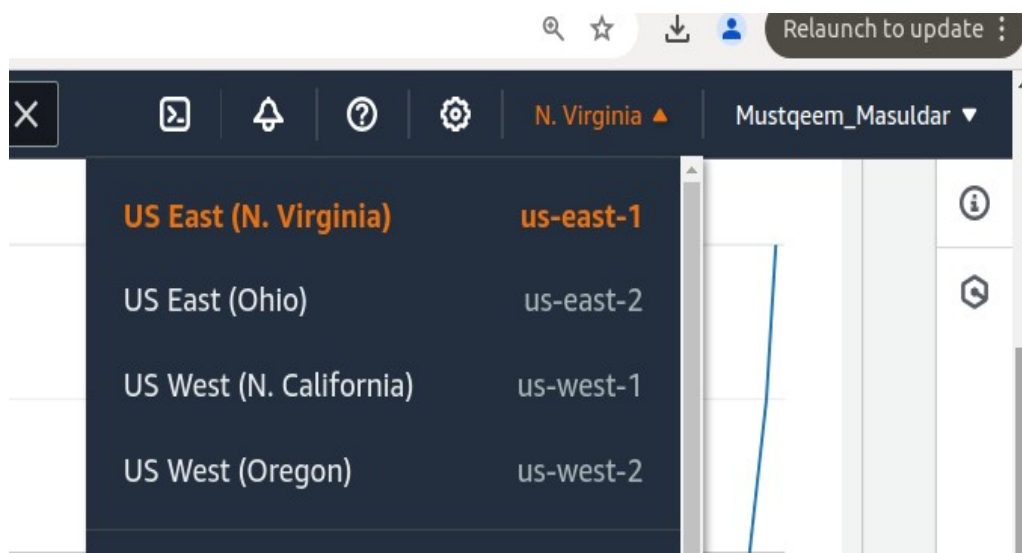 Relaunch to update
N. Virginia ▲ Mustqeem_Masuldar ▼
US East (N. Virginia) us-east-1
US East (Ohio) us-east-2
US West (N. California) us-west-1
US West (Oregon) us-west-2